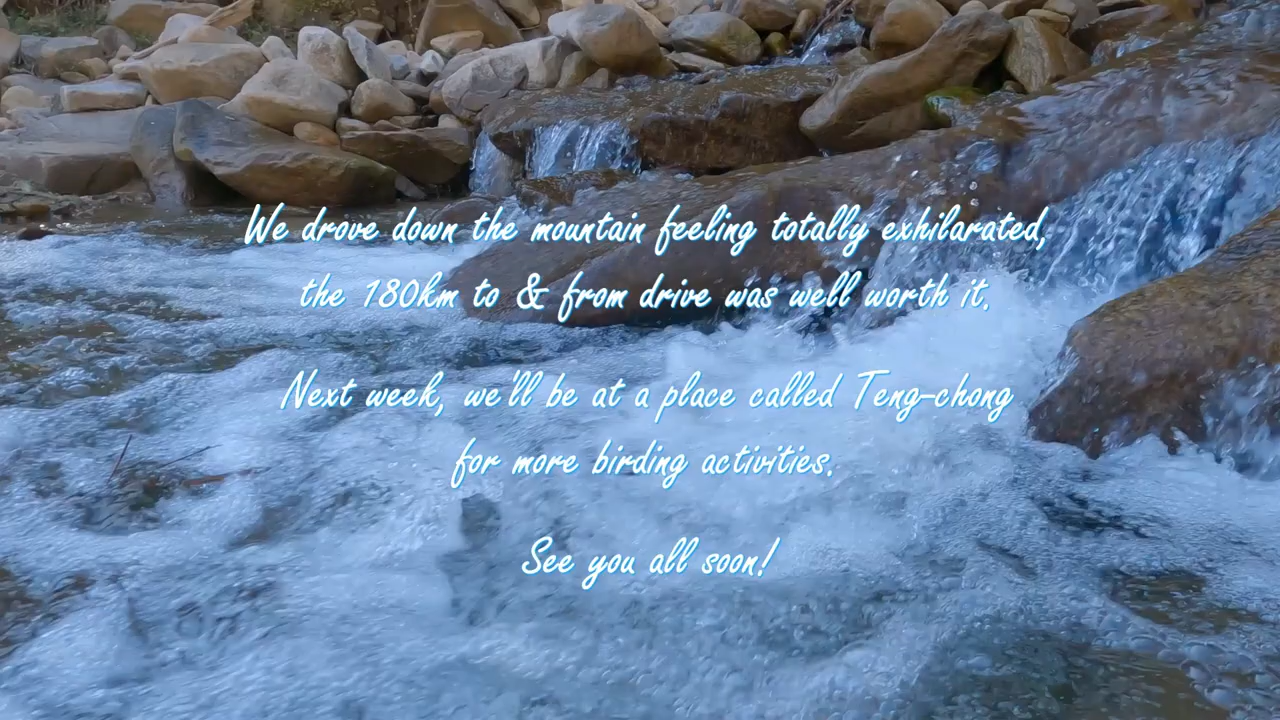 We drove down the mountain feeling totally exhilarated,
the 180km to & from drive was well worth it.
Next week, we'll be at a place called Teng-chong
for more birding activities.
See you all soon!